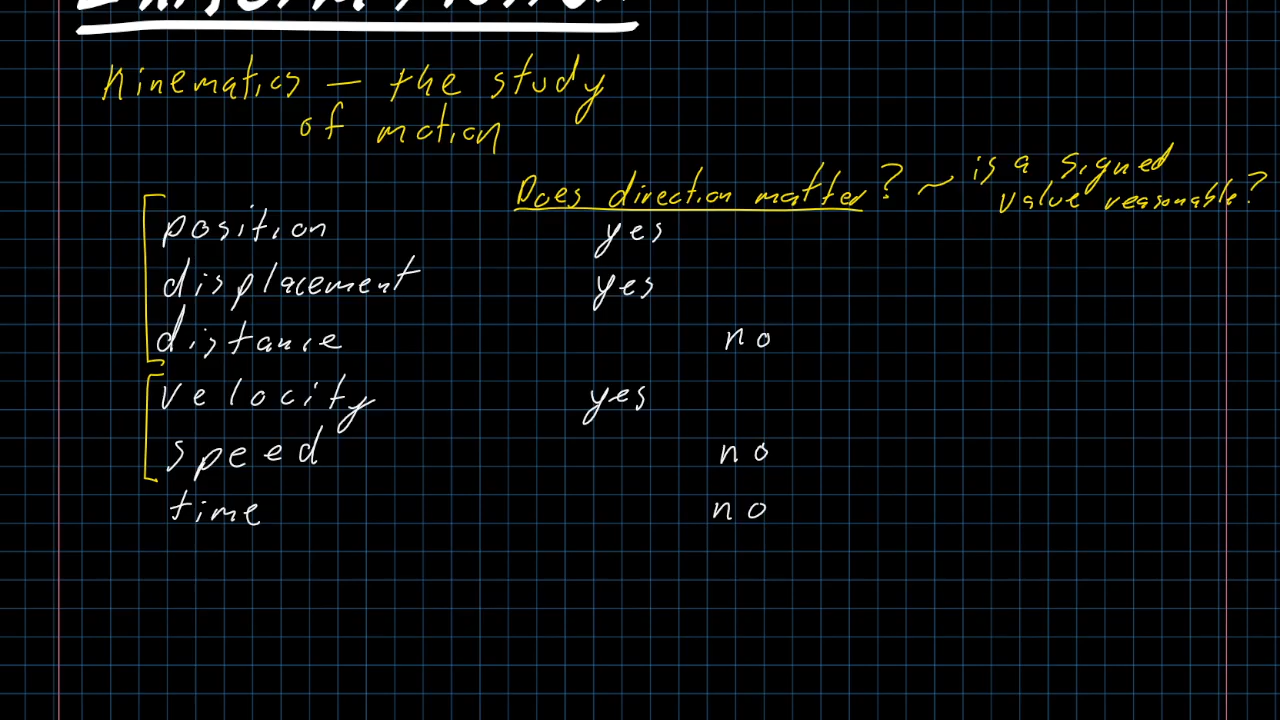 Kinematics – the study
of motion
Does direction matter? ~ is a signed
value reasonable?
position yes
displacement yes
distance no
velocity yes
speed no
time no